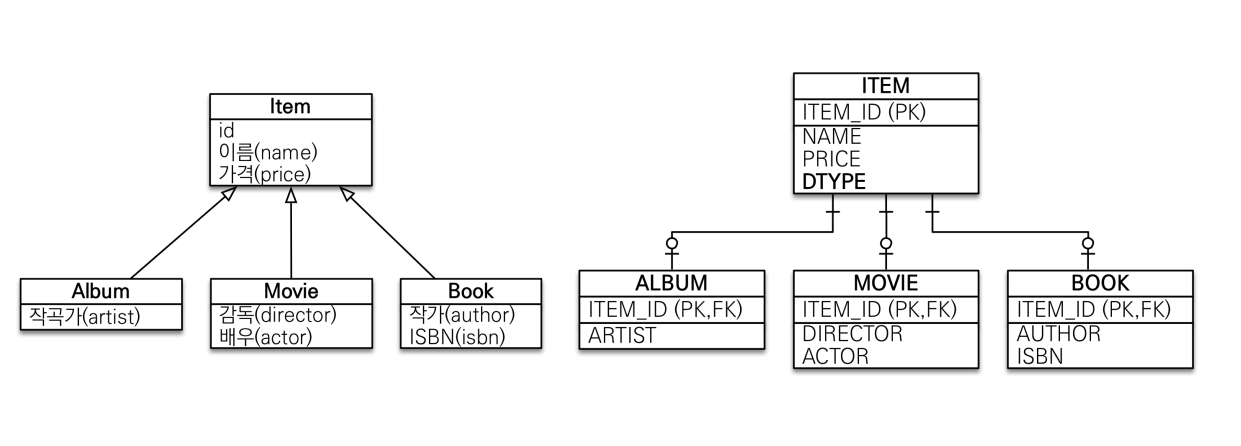 Item
id
이름(name)
가격(price)
Album
작곡가(artist)
Movie
감독(director)
배우(actor)
Book
작가(author)
ISBN(isbn)
ITEM
ITEM_ID (PK)
NAME
PRICE
DTYPE
ALBUM
ITEM_ID (PK,FK)
ARTIST
MOVIE
ITEM_ID (PK,FK)
DIRECTOR
ACTOR
BOOK
ITEM_ID (PK,FK)
AUTHOR
ISBN